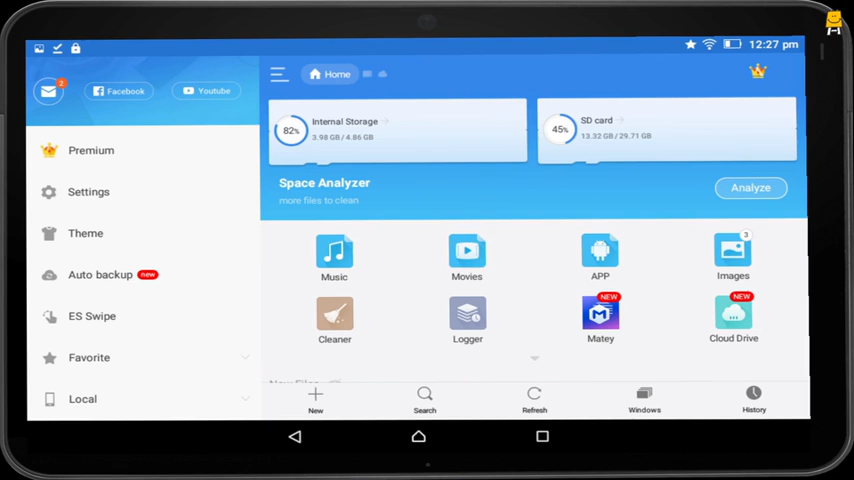 12:27 pm
2
Facebook
Youtube
Home
Premium
Settings
Theme
Auto backup new
ES Swipe
Favorite
Local
82%
Internal Storage
3.98 GB / 4.86 GB
45%
SD card
13.32 GB / 29.71 GB
Space Analyzer
more files to clean
Analyze
Music
Movies
APP
3
Images
Cleaner
Logger
NEW
Matey
NEW
Cloud Drive
New
Search
Refresh
Windows
History